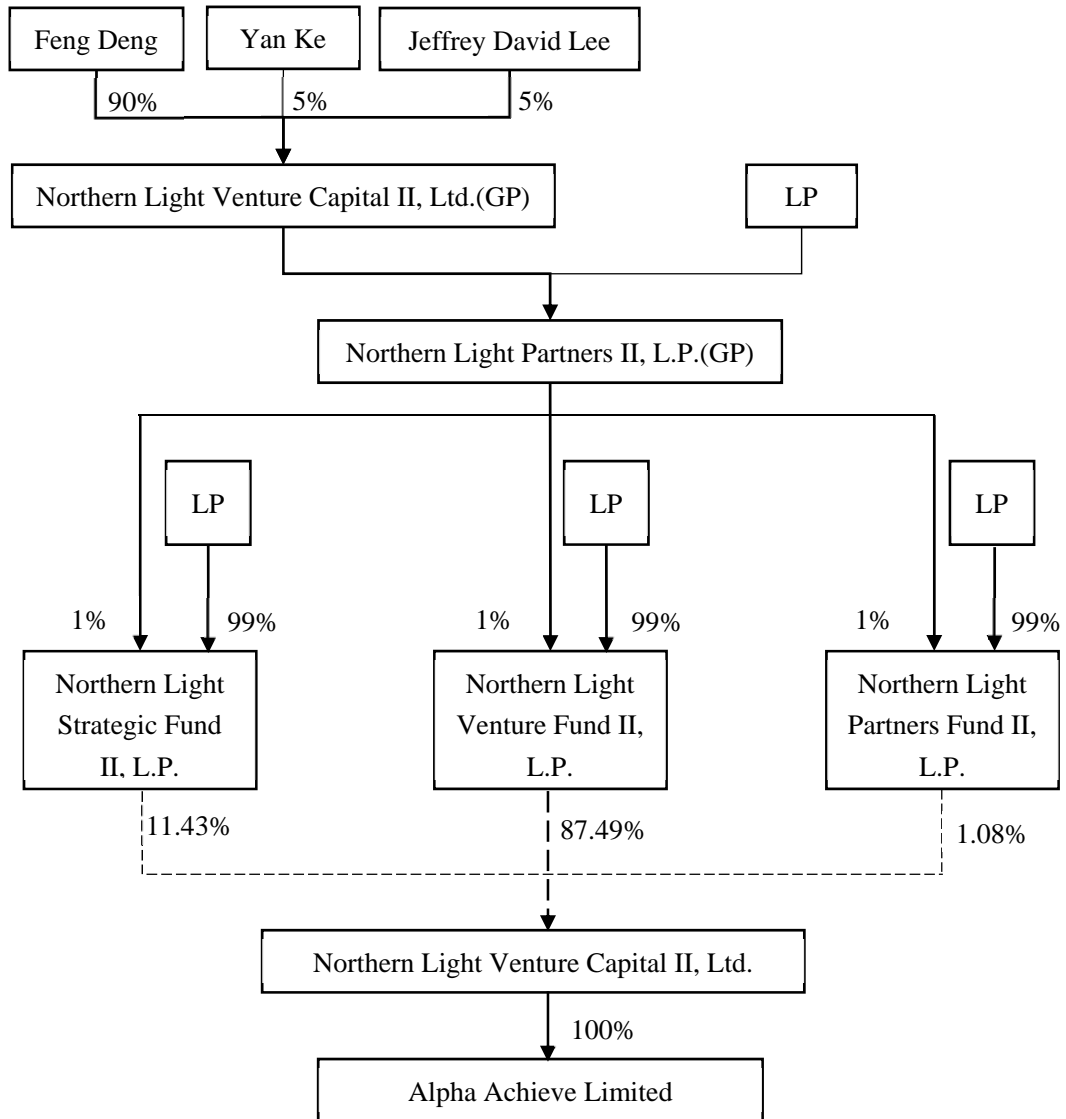 Feng Deng
Yan Ke
Jeffrey David Lee
90%
5%
5%
Northern Light Venture Capital II, Ltd.(GP)
LP
Northern Light Partners II, L.P.(GP)
LP
LP
LP
1%
99%
1%
99%
1%
99%
Northern Light
Strategic Fund
II, L.P.
Northern Light
Venture Fund II,
L.P.
Northern Light
Partners Fund II,
L.P.
11.43%
87.49%
1.08%
Northern Light Venture Capital II, Ltd.
100%
Alpha Achieve Limited